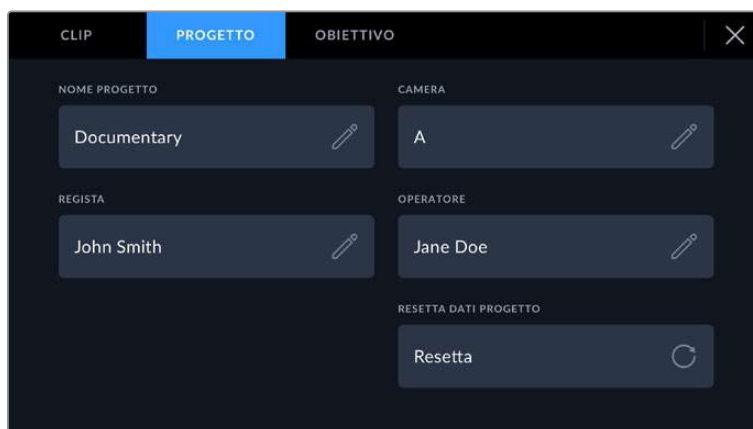 CLIP PROGETTO OBIETTIVO
NOME PROGETTO CAMERA
Documentary A
REGISTA OPERATORE
John Smith Jane Doe
RESETTA DATI PROGETTO
Resetta